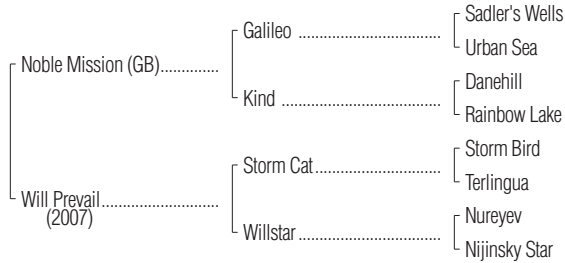 Sadler's Wells
Galileo ..............................
Urban Sea
Noble Mission (GB).............
Danehill
Kind ....................................
Rainbow Lake
Storm Bird
Storm Cat............................
Terlingua
Will Prevail..........................
(2007)
Nureyev
Willstar ...............................
Nijinsky Star